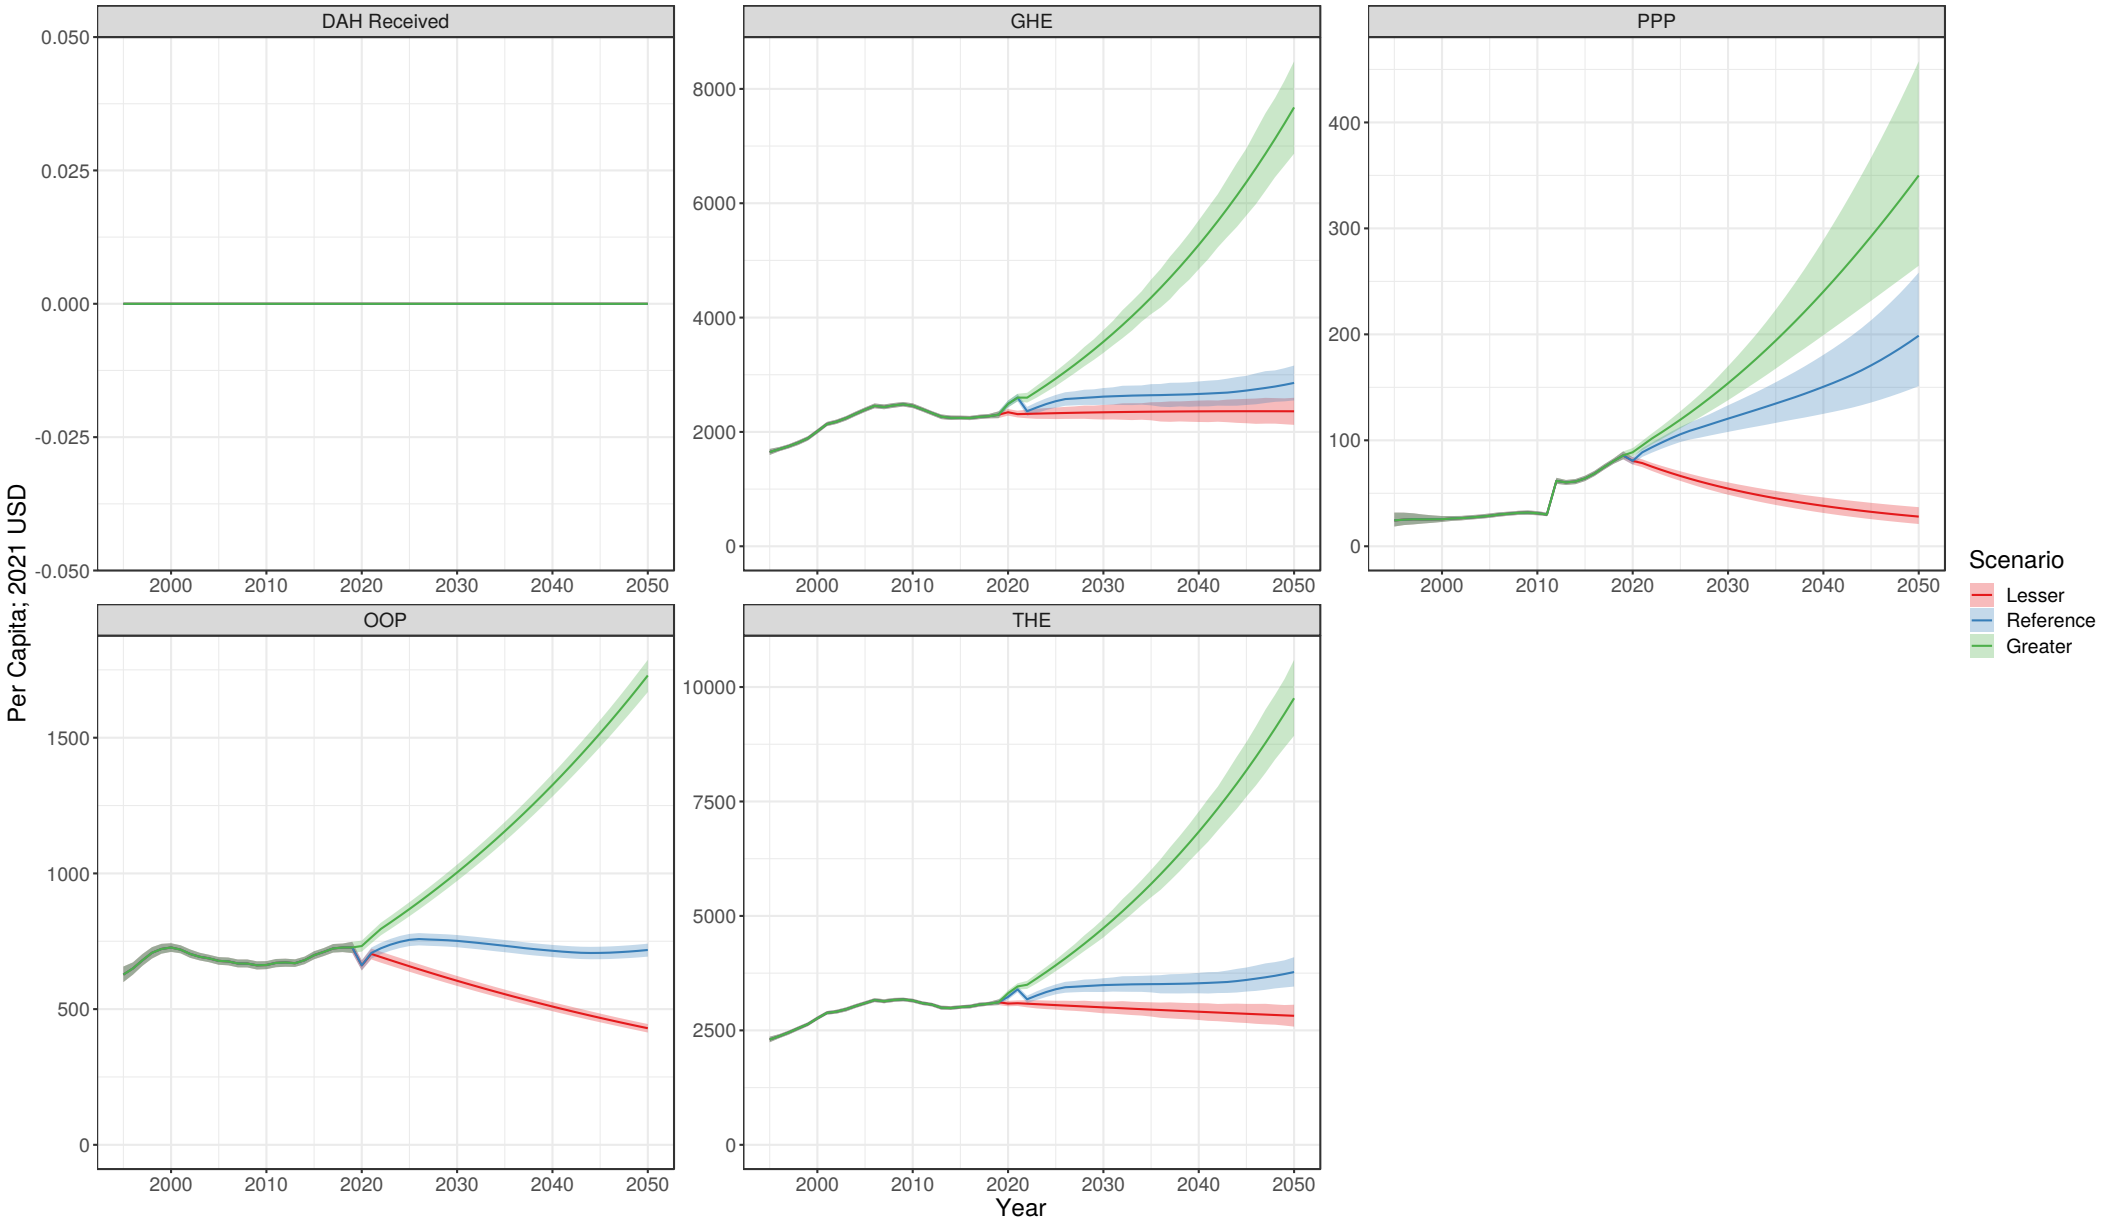 DAH Received
GHE
PPP
0.050
0.025
0.000
-0.025
-0.050
8000
6000
4000
2000
0
400
300
200
100
0
2000 2010 2020 2030 2040 2050
2000 2010 2020 2030 2040 2050
2000 2010 2020 2030 2040 2050
Per Capita; 2021 USD
OOP
THE
1500
1000
500
0
10000
7500
5000
2500
0
2000 2010 2020 2030 2040 2050
2000 2010 2020 2030 2040 2050
Year
Scenario
Lesser
Reference
Greater